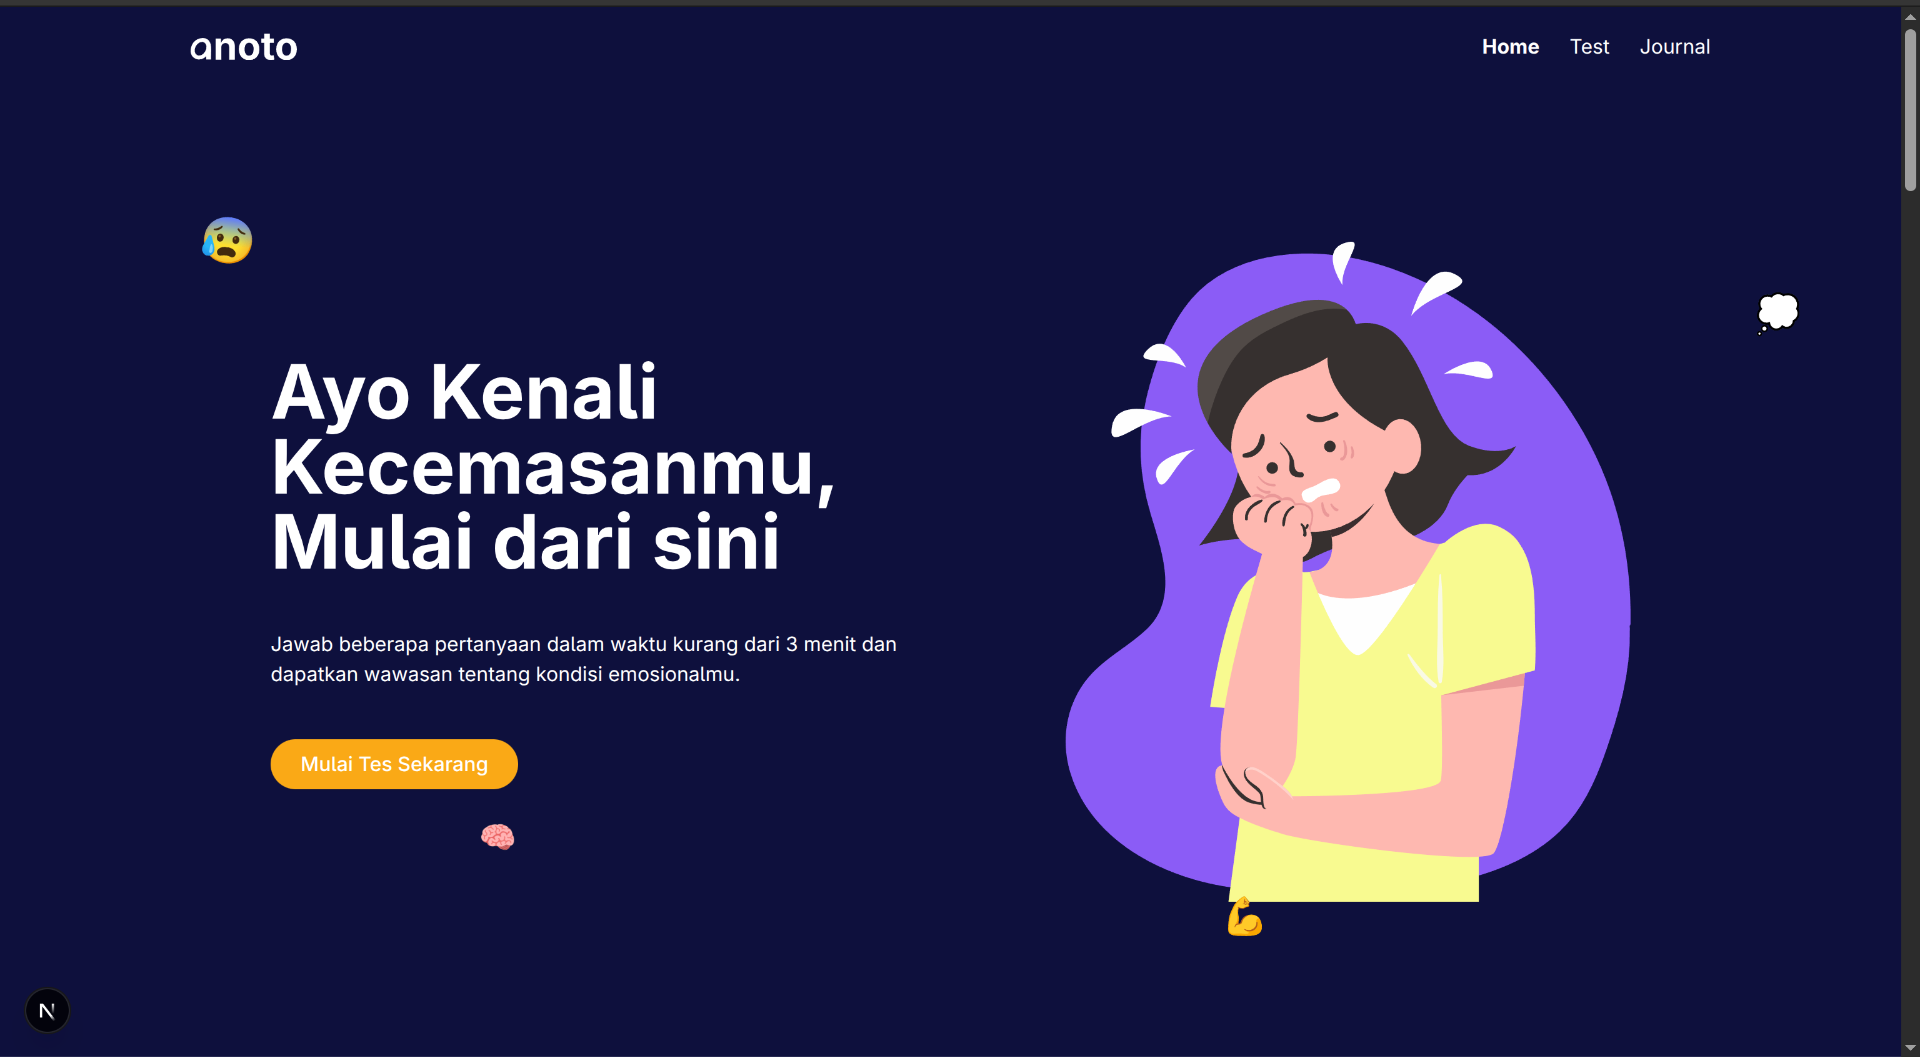 anoto
Home
Test
Journal
Ayo Kenali
Kecemasanmu,
Mulai dari sini
Jawab beberapa pertanyaan dalam waktu kurang dari 3 menit dan
dapatkan wawasan tentang kondisi emosionalmu.
Mulai Tes Sekarang
N